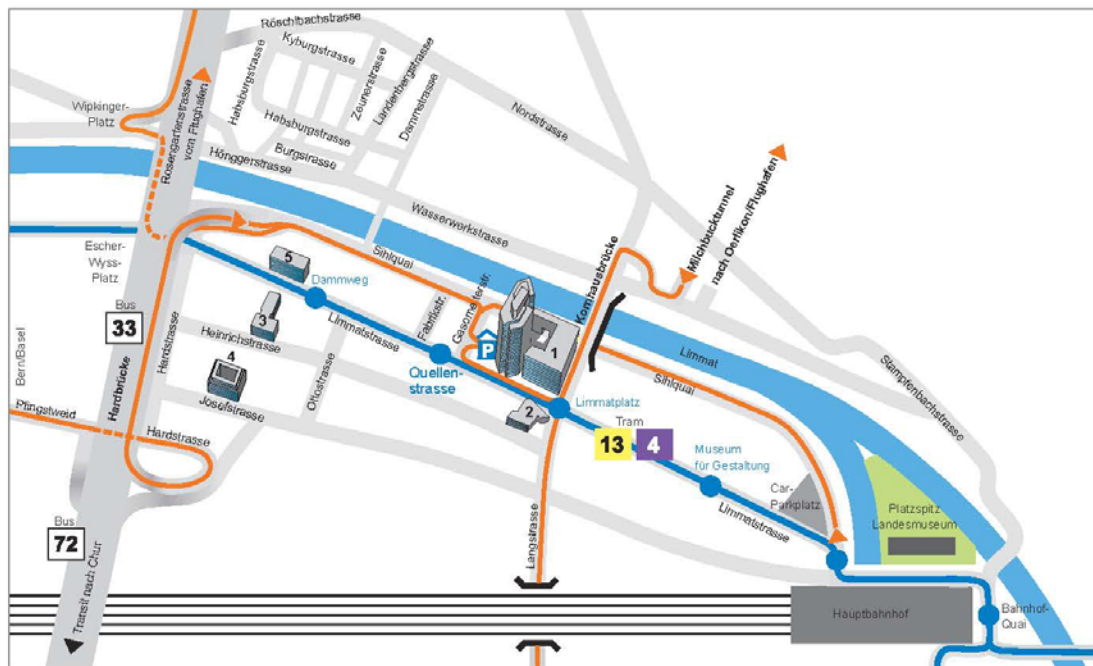 Röschibachstrasse
Kyburgstrasse
Habsburgstrasse
Zeunerstrasse
Landenbergstrasse
Dammstrasse
Nordstrasse
Wipkinger-
Platz
Rosengartenstrasse
vom Flughafen
Habsburgstrasse
Burgstrasse
Hönggerstrasse
Wasserwerkstrasse
Milchbucktunnel
nach Oerlikon/Flughafen
Kornhausbrücke
Escher-
Wyss-
Platz
5
Dammweg
Sihlquai
Bus
33
3
Fabrikstr.
Gasometerstr.
P
1
Limmat
Limmatstrasse
Hardstrasse
Heinrichstrasse
4
Ottostrasse
Quellen-
strasse
Sihlquai
Stampfenbachstrasse
Bern/Basel
Hardbrücke
Josefstrasse
2
Limmatplatz
Tram
13
4
Pfingstweid
Hardstrasse
Museum
für Gestaltung
Car-
Parkplatz
Limmatstrasse
Platzspitz
Landesmuseum
Bus
72
Langstrasse
Transit nach Chur
Hauptbahnhof
Bahnhof-
Quai